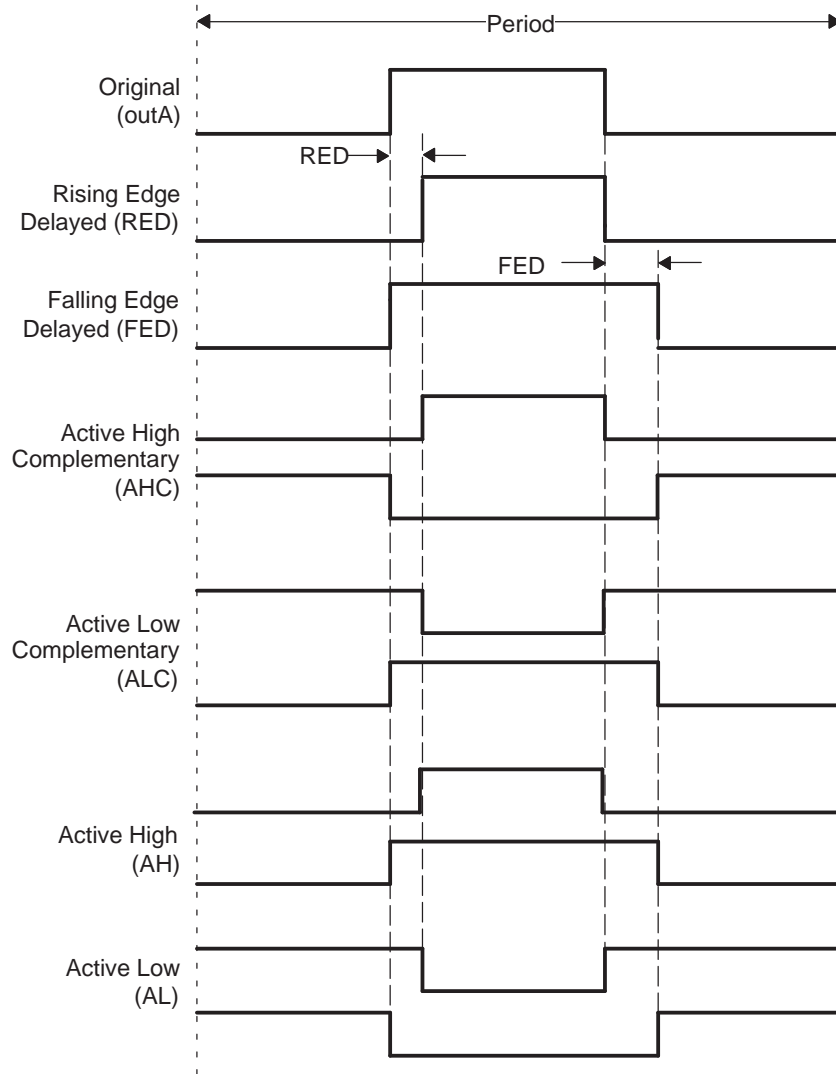 Period
Original
(outA)
RED
Rising Edge
Delayed (RED)
FED
Falling Edge
Delayed (FED)
Active High
Complementary
(AHC)
Active Low
Complementary
(ALC)
Active High
(AH)
Active Low
(AL)